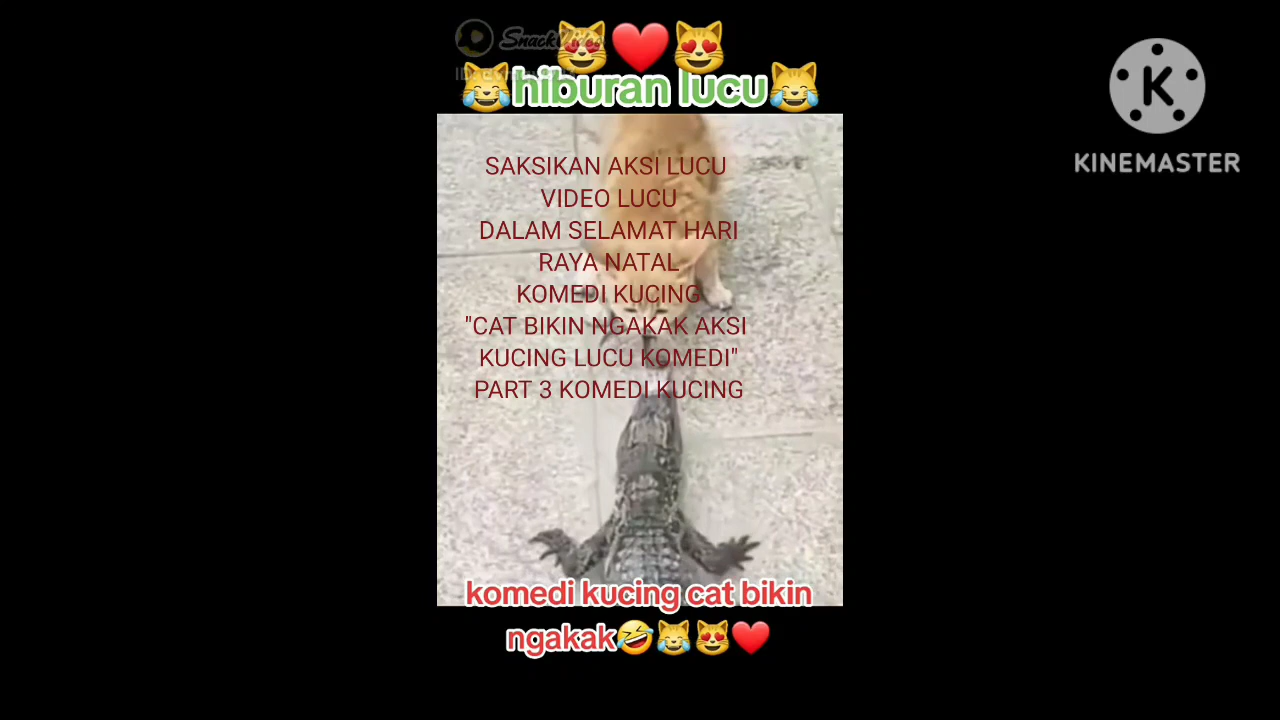 SnackVideo
hiburan lucu
K
KINEMASTER
SAKSIKAN AKSI LUCU
VIDEO LUCU
DALAM SELAMAT HARI
RAYA NATAL
KOMEDI KUCING
"CAT BIKIN NGAKAK AKSI
KUCING LUCU KOMEDI"
PART 3 KOMEDI KUCING
komedi kucing cat bikin
ngakak